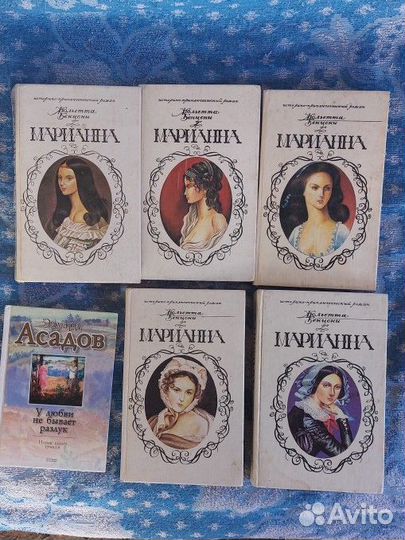 историко-приключенческий роман
Жюльетта
Бенцони
МАРИАННА
историко-приключенческий роман
Жюльетта
Бенцони
МАРИАННА
историко-приключенческий роман
Жюльетта
Бенцони
МАРИАННА
Эдуард
Асадов
У любви
не бывает
разлук
историко-приключенческий роман
Жюльетта
Бенцони
МАРИАННА
историко-приключенческий роман
Жюльетта
Бенцони
МАРИАННА
Avito